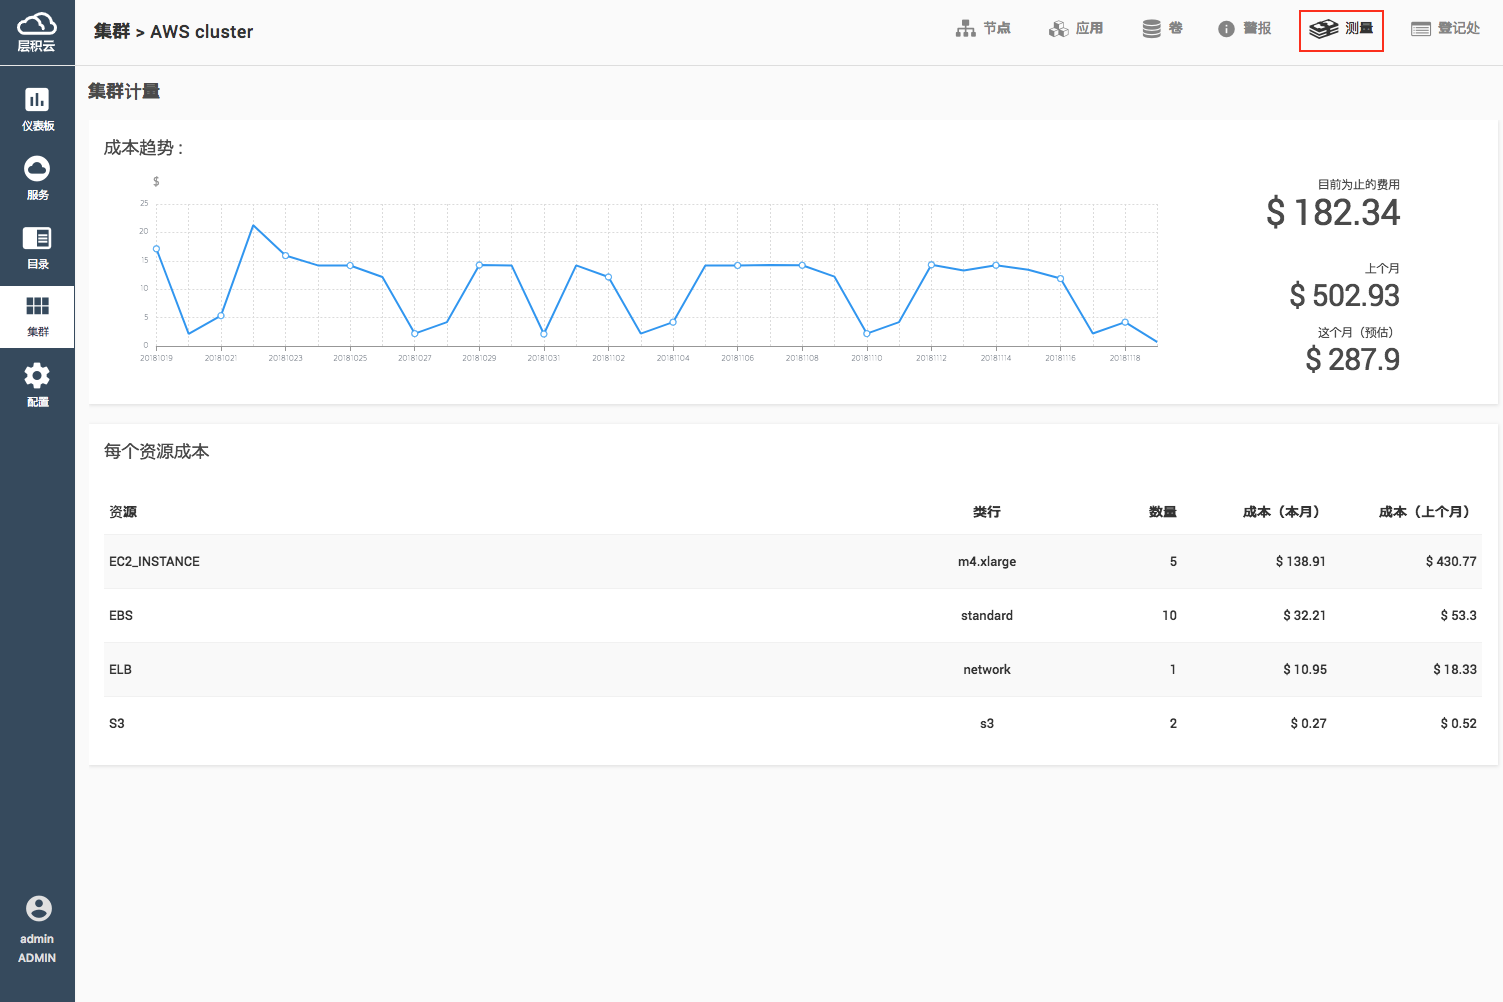 层积云
集群 > AWS cluster
节点
应用
卷
警报
测量
登记处
仪表板
服务
目录
集群
配置
admin
ADMIN
集群计量
成本趋势 :
$
25
20
15
10
5
0
20181019
20181021
20181023
20181025
20181027
20181029
20181031
20181102
20181104
20181106
20181108
20181110
20181112
20181114
20181116
20181118
目前为止的费用
$ 182.34
上个月
$ 502.93
这个月（预估）
$ 287.9
每个资源成本
资源 类行 数量 成本（本月） 成本（上个月）
EC2_INSTANCE m4.xlarge 5 $ 138.91 $ 430.77
EBS standard 10 $ 32.21 $ 53.3
ELB network 1 $ 10.95 $ 18.33
S3 s3 2 $ 0.27 $ 0.52